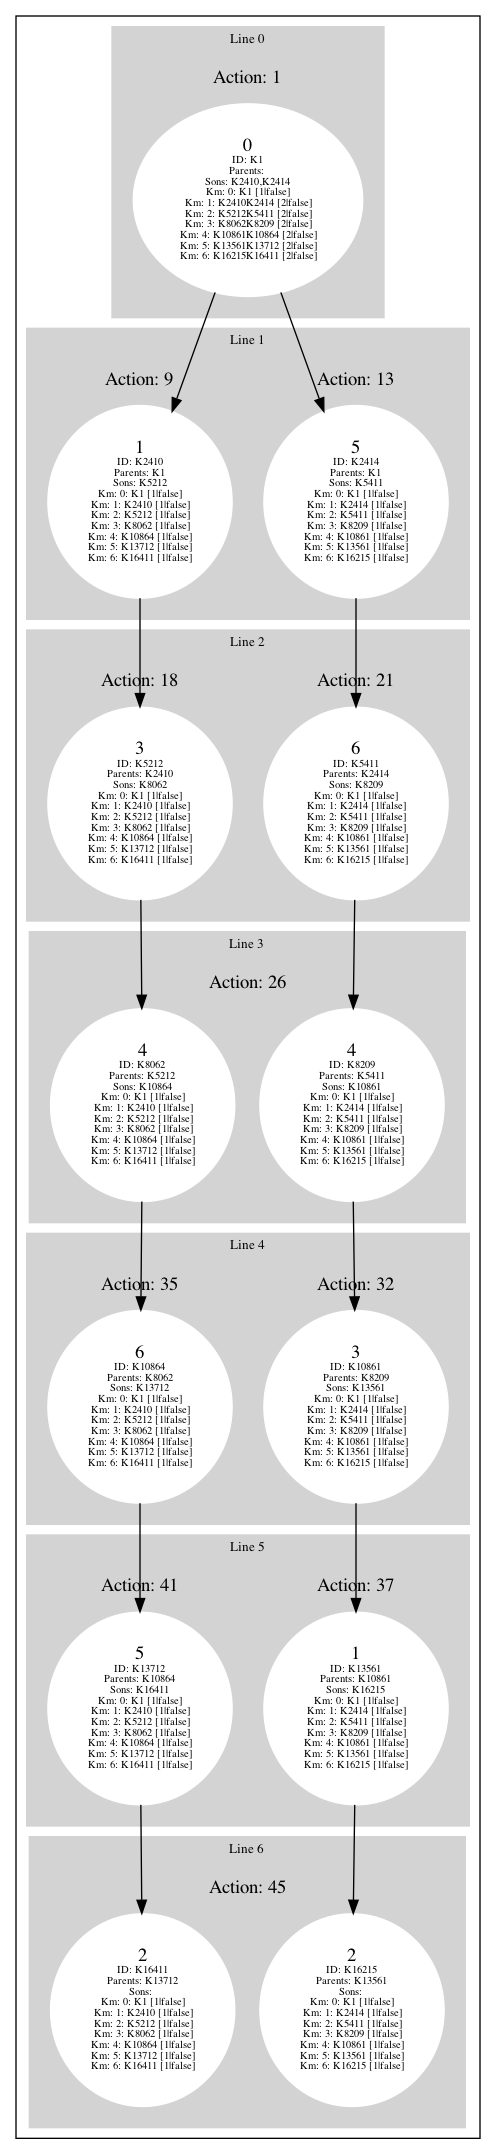 Line 0
Action: 1
0
ID: K1
Parents:
Sons: K2410,K2414
Km: 0: K1 [1|false]
Km: 1: K2410K2414 [2|false]
Km: 2: K5212K5411 [2|false]
Km: 3: K8062K8209 [2|false]
Km: 4: K10861K10864 [2|false]
Km: 5: K13561K13712 [2|false]
Km: 6: K16215K16411 [2|false]
Line 1
Action: 9
1
ID: K2410
Parents: K1
Sons: K5212
Km: 0: K1 [1|false]
Km: 1: K2410 [1|false]
Km: 2: K5212 [1|false]
Km: 3: K8062 [1|false]
Km: 4: K10864 [1|false]
Km: 5: K13712 [1|false]
Km: 6: K16411 [1|false]
Action: 13
5
ID: K2414
Parents: K1
Sons: K5411
Km: 0: K1 [1|false]
Km: 1: K2414 [1|false]
Km: 2: K5411 [1|false]
Km: 3: K8209 [1|false]
Km: 4: K10861 [1|false]
Km: 5: K13561 [1|false]
Km: 6: K16215 [1|false]
Line 2
Action: 18
3
ID: K5212
Parents: K2410
Sons: K8062
Km: 0: K1 [1|false]
Km: 1: K2410 [1|false]
Km: 2: K5212 [1|false]
Km: 3: K8062 [1|false]
Km: 4: K10864 [1|false]
Km: 5: K13712 [1|false]
Km: 6: K16411 [1|false]
Action: 21
6
ID: K5411
Parents: K2414
Sons: K8209
Km: 0: K1 [1|false]
Km: 1: K2414 [1|false]
Km: 2: K5411 [1|false]
Km: 3: K8209 [1|false]
Km: 4: K10861 [1|false]
Km: 5: K13561 [1|false]
Km: 6: K16215 [1|false]
Line 3
Action: 26
4
ID: K8062
Parents: K5212
Sons: K10864
Km: 0: K1 [1|false]
Km: 1: K2410 [1|false]
Km: 2: K5212 [1|false]
Km: 3: K8062 [1|false]
Km: 4: K10864 [1|false]
Km: 5: K13712 [1|false]
Km: 6: K16411 [1|false]
4
ID: K8209
Parents: K5411
Sons: K10861
Km: 0: K1 [1|false]
Km: 1: K2414 [1|false]
Km: 2: K5411 [1|false]
Km: 3: K8209 [1|false]
Km: 4: K10861 [1|false]
Km: 5: K13561 [1|false]
Km: 6: K16215 [1|false]
Line 4
Action: 35
6
ID: K10864
Parents: K8062
Sons: K13712
Km: 0: K1 [1|false]
Km: 1: K2410 [1|false]
Km: 2: K5212 [1|false]
Km: 3: K8062 [1|false]
Km: 4: K10864 [1|false]
Km: 5: K13712 [1|false]
Km: 6: K16411 [1|false]
Action: 32
3
ID: K10861
Parents: K8209
Sons: K13561
Km: 0: K1 [1|false]
Km: 1: K2414 [1|false]
Km: 2: K5411 [1|false]
Km: 3: K8209 [1|false]
Km: 4: K10861 [1|false]
Km: 5: K13561 [1|false]
Km: 6: K16215 [1|false]
Line 5
Action: 41
5
ID: K13712
Parents: K10864
Sons: K16411
Km: 0: K1 [1|false]
Km: 1: K2410 [1|false]
Km: 2: K5212 [1|false]
Km: 3: K8062 [1|false]
Km: 4: K10864 [1|false]
Km: 5: K13712 [1|false]
Km: 6: K16411 [1|false]
Action: 37
1
ID: K13561
Parents: K10861
Sons: K16215
Km: 0: K1 [1|false]
Km: 1: K2414 [1|false]
Km: 2: K5411 [1|false]
Km: 3: K8209 [1|false]
Km: 4: K10861 [1|false]
Km: 5: K13561 [1|false]
Km: 6: K16215 [1|false]
Line 6
Action: 45
2
ID: K16411
Parents: K13712
Sons:
Km: 0: K1 [1|false]
Km: 1: K2410 [1|false]
Km: 2: K5212 [1|false]
Km: 3: K8062 [1|false]
Km: 4: K10864 [1|false]
Km: 5: K13712 [1|false]
Km: 6: K16411 [1|false]
2
ID: K16215
Parents: K13561
Sons:
Km: 0: K1 [1|false]
Km: 1: K2414 [1|false]
Km: 2: K5411 [1|false]
Km: 3: K8209 [1|false]
Km: 4: K10861 [1|false]
Km: 5: K13561 [1|false]
Km: 6: K16215 [1|false]